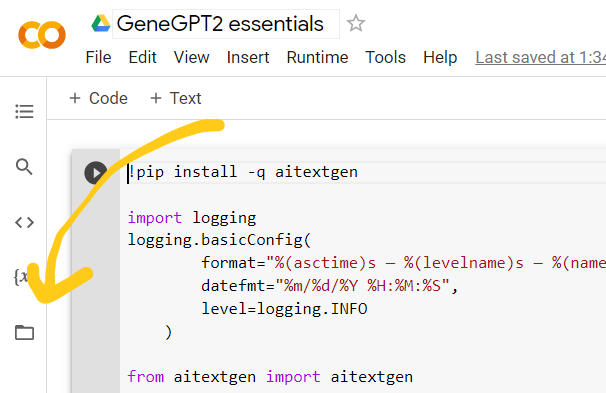 GeneGPT2 essentials
File Edit View Insert Runtime Tools Help Last saved at 1:34
+ Code + Text
!pip install -q aitextgen
import logging
logging.basicConfig(
format="%(asctime)s — %(levelname)s — %(name
datefmt="%m/%d/%Y %H:%M:%S",
level=logging.INFO
)
from aitextgen import aitextgen